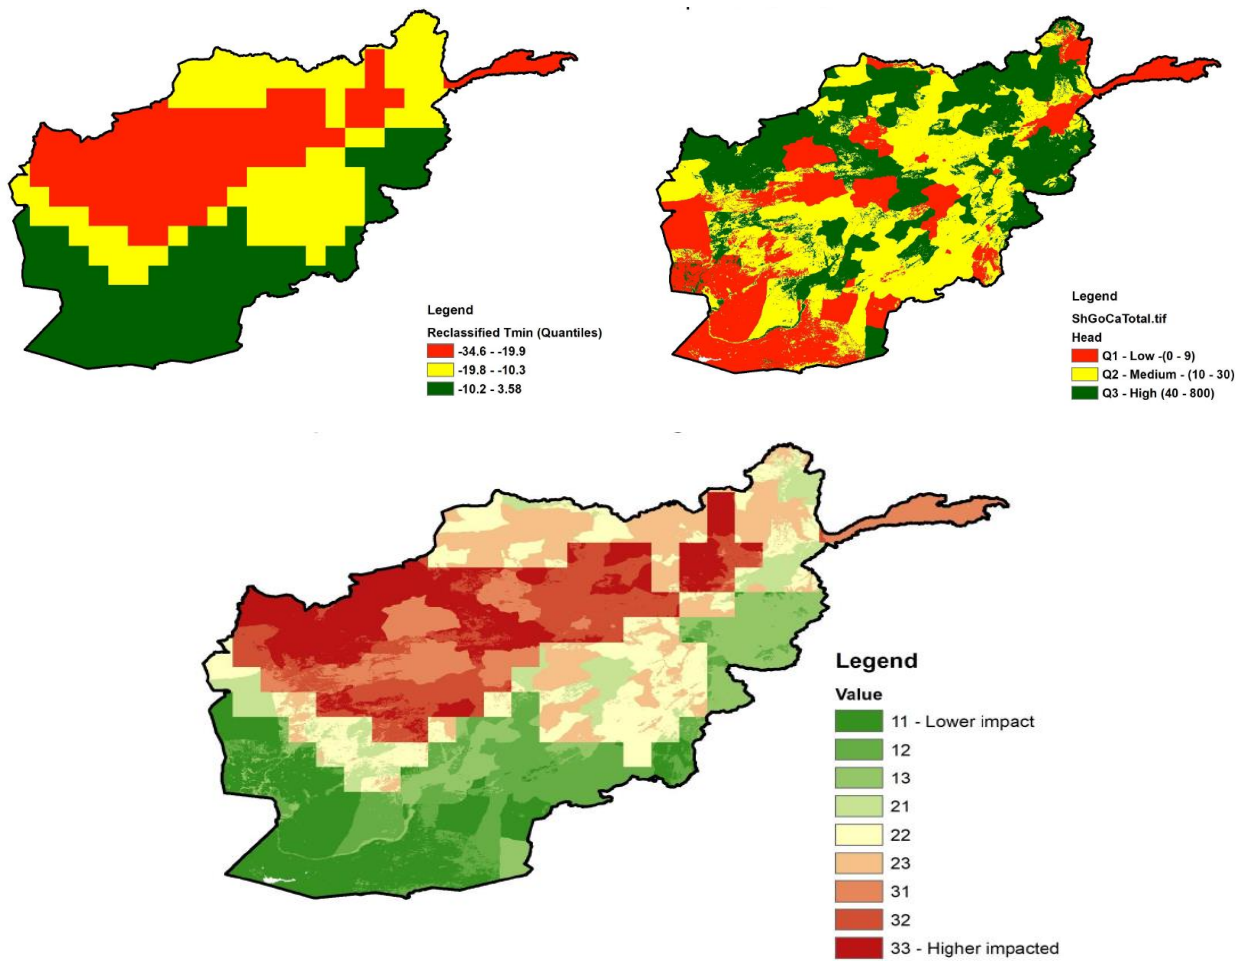 Legend
Reclassified Tmin (Quantiles)
-34.6 - -19.9
-19.8 - -10.3
-10.2 - 3.58
Legend
ShGoCaTotal.tif
Head
Q1 - Low -(0 - 9)
Q2 - Medium - (10 - 30)
Q3 - High (40 - 800)
Legend
Value
11 - Lower impact
12
13
21
22
23
31
32
33 - Higher impacted